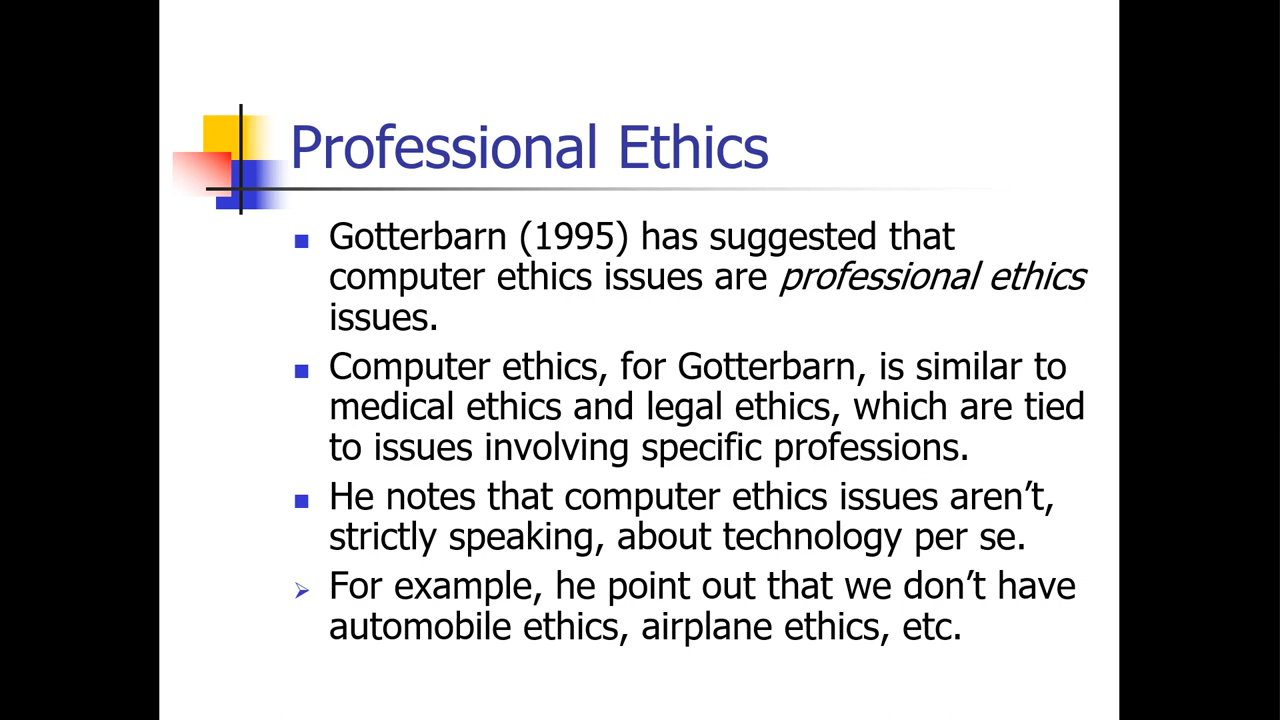 Professional Ethics
Gotterbarn (1995) has suggested that
computer ethics issues are professional ethics
issues.
Computer ethics, for Gotterbarn, is similar to
medical ethics and legal ethics, which are tied
to issues involving specific professions.
He notes that computer ethics issues aren’t,
strictly speaking, about technology per se.
For example, he point out that we don’t have
automobile ethics, airplane ethics, etc.